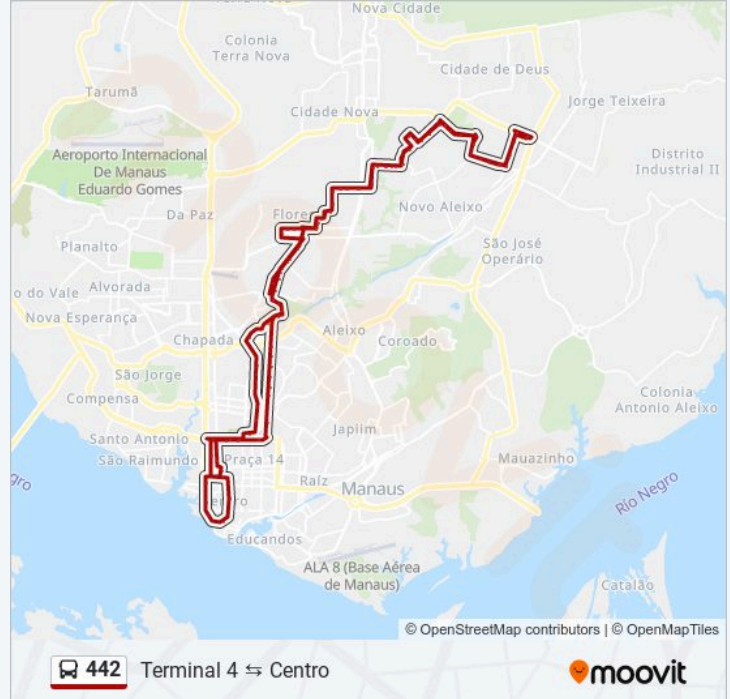 Nova Cidade
Colonia
Terra Nova
Cidade de Deus
Tarumã
Jorge Teixeira
Cidade Nova
Aeroporto Internacional
De Manaus
Eduardo Gomes
Distrito
Industrial II
Da Paz
Flores
Novo Aleixo
Planalto
São José
Operário
o do Vale
Alvorada
Nova Esperança
Chapada
Aleixo
Coroado
São Jorge
Compensa
Colonia
Antonio Aleixo
Japiim
Santo Antonio
São Raimundo
Praça 14
Mauazinho
Raíz
Manaus
gro
Rio Negro
Educandos
ALA 8 (Base Aérea
de Manaus)
Catalão
© OpenStreetMap contributors | © OpenMapTiles
442 Terminal 4 ⇆ Centro
moovit